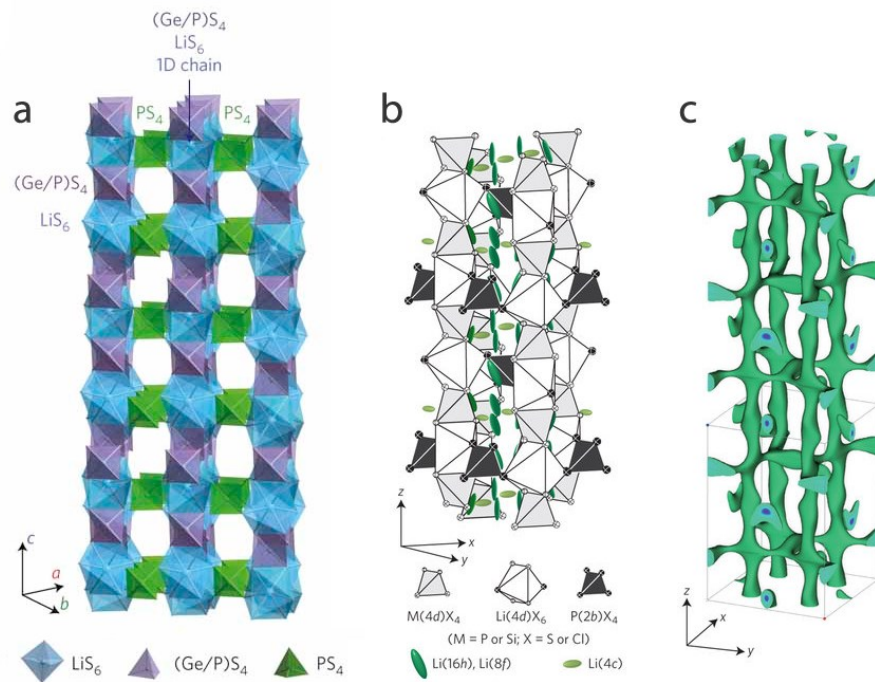 (Ge/P)S4
LiS6
1D chain
a
PS4
PS4
(Ge/P)S4
LiS6
c
a
b
LiS6
(Ge/P)S4
PS4
b
z
x
y
M(4d)X4
Li(4d)X6
P(2b)X4
(M = P or Si; X = S or Cl)
Li(16h), Li(8f)
Li(4c)
c
z
x
y